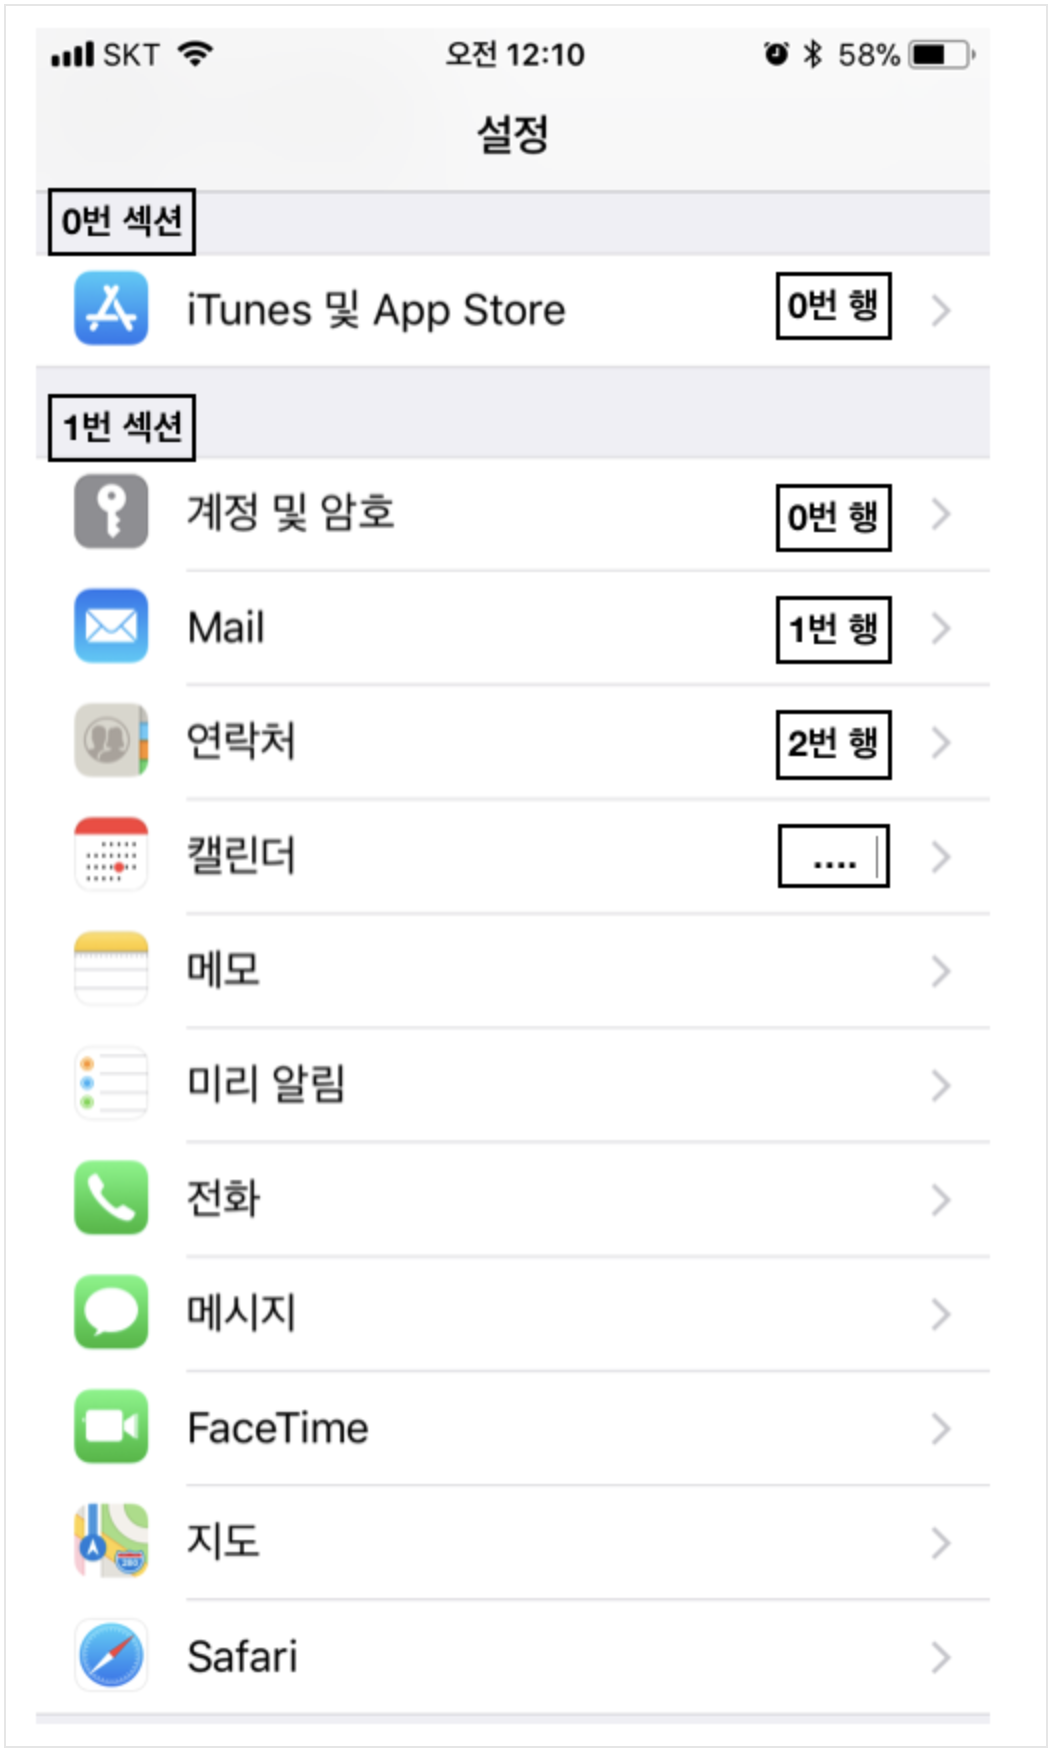 SKT 오전 12:10 58%
설정
0번 섹션
iTunes 및 App Store 0번 행
1번 섹션
계정 및 암호 0번 행
Mail 1번 행
연락처 2번 행
캘린더 ....
메모
미리 알림
전화
메시지
FaceTime
지도
280
Safari